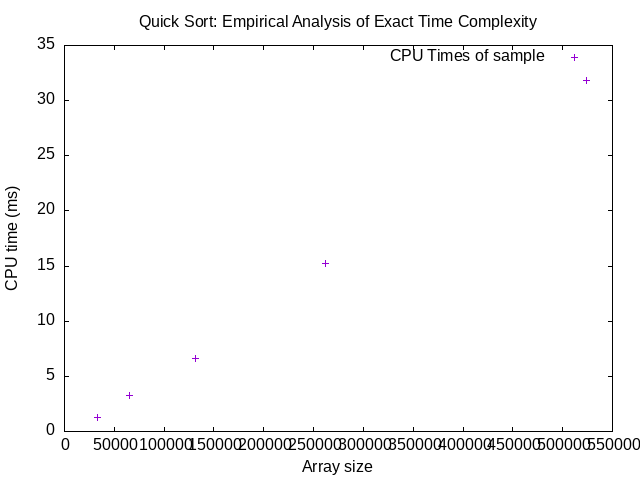 Quick Sort: Empirical Analysis of Exact Time Complexity
35
CPU Times of sample
30
25
20
CPU time (ms)
15
10
5
0
0 50000 100000 150000 200000 250000 300000 350000 400000 450000 500000 550000
Array size